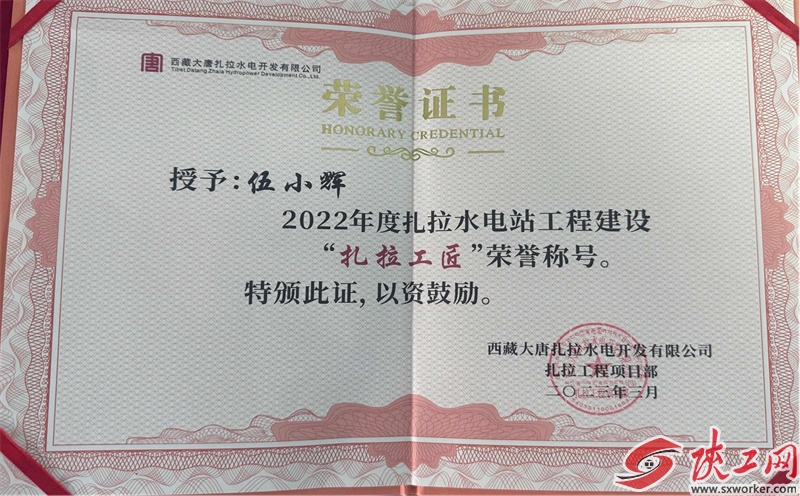 唐 西藏大唐扎拉水电开发有限公司
Tibet Datang Zhala Hydropower Development Co.,Ltd.
荣誉证书
HONORARY CREDENTIAL
授予：伍小辉
2022年度扎拉水电站工程建设
“扎拉工匠”荣誉称号。
特颁此证，以资鼓励。
西藏大唐扎拉水电开发有限公司
扎拉工程项目部
二〇二三年三月
陕工网
www.sxworker.com